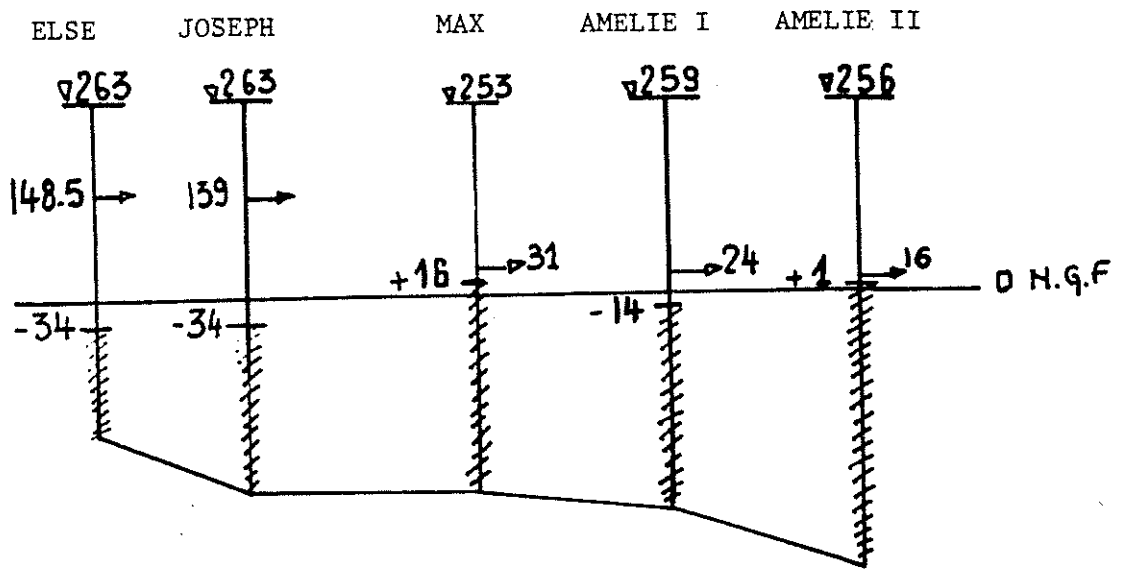 ELSE JOSEPH MAX AMELIE I AMELIE II
∇263 ∇263 ∇253 ∇259 ∇256
148.5 139
+16 31 24 +1 16 0 N.G.F
-34 -34 -14